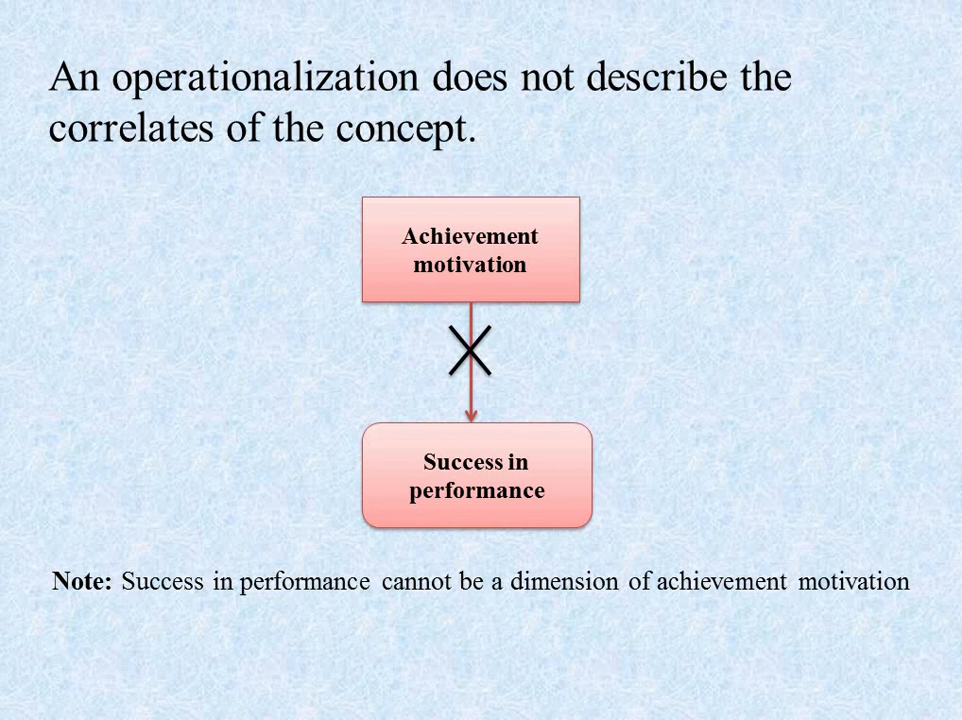 An operationalization does not describe the
correlates of the concept.
Achievement
motivation
Success in
performance
Note: Success in performance cannot be a dimension of achievement motivation